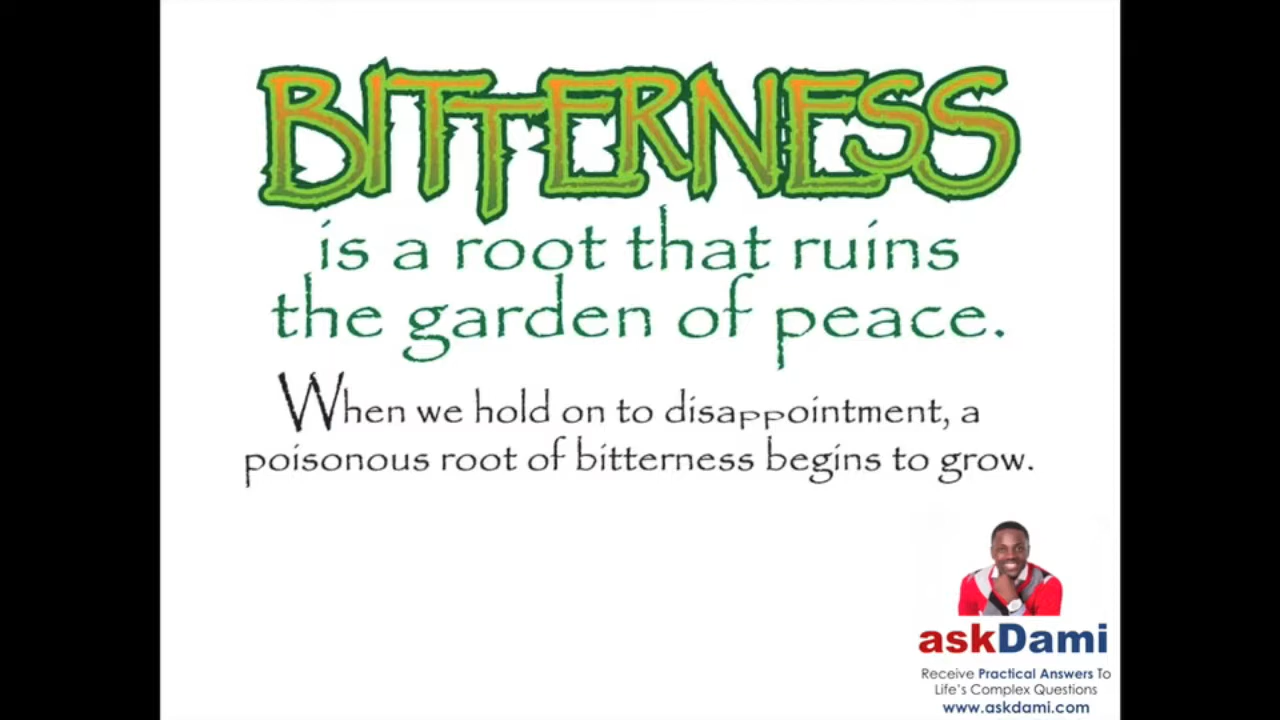 BITTERNESS
is a root that ruins
the garden of peace.
When we hold on to disappointment, a
poisonous root of bitterness begins to grow.
askDami
Receive Practical Answers To
Life's Complex Questions
www.askdami.com